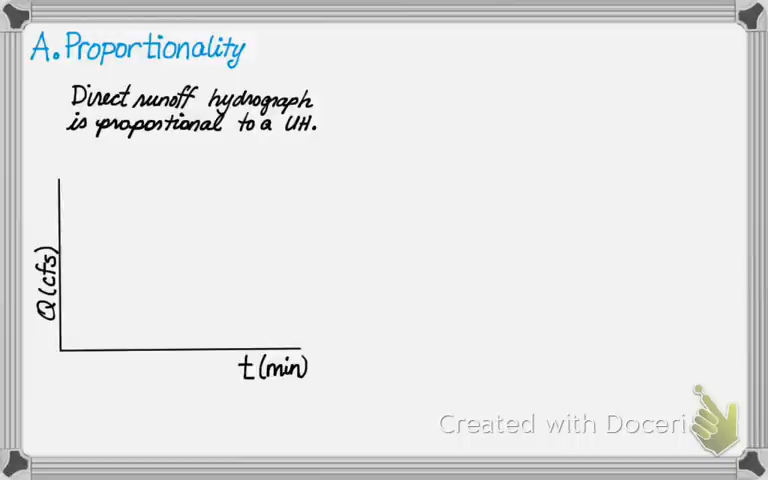 A. Proportionality
Direct runoff hydrograph
is proportional to a UH.
Q (cfs)
t (min)
Created with Doceri